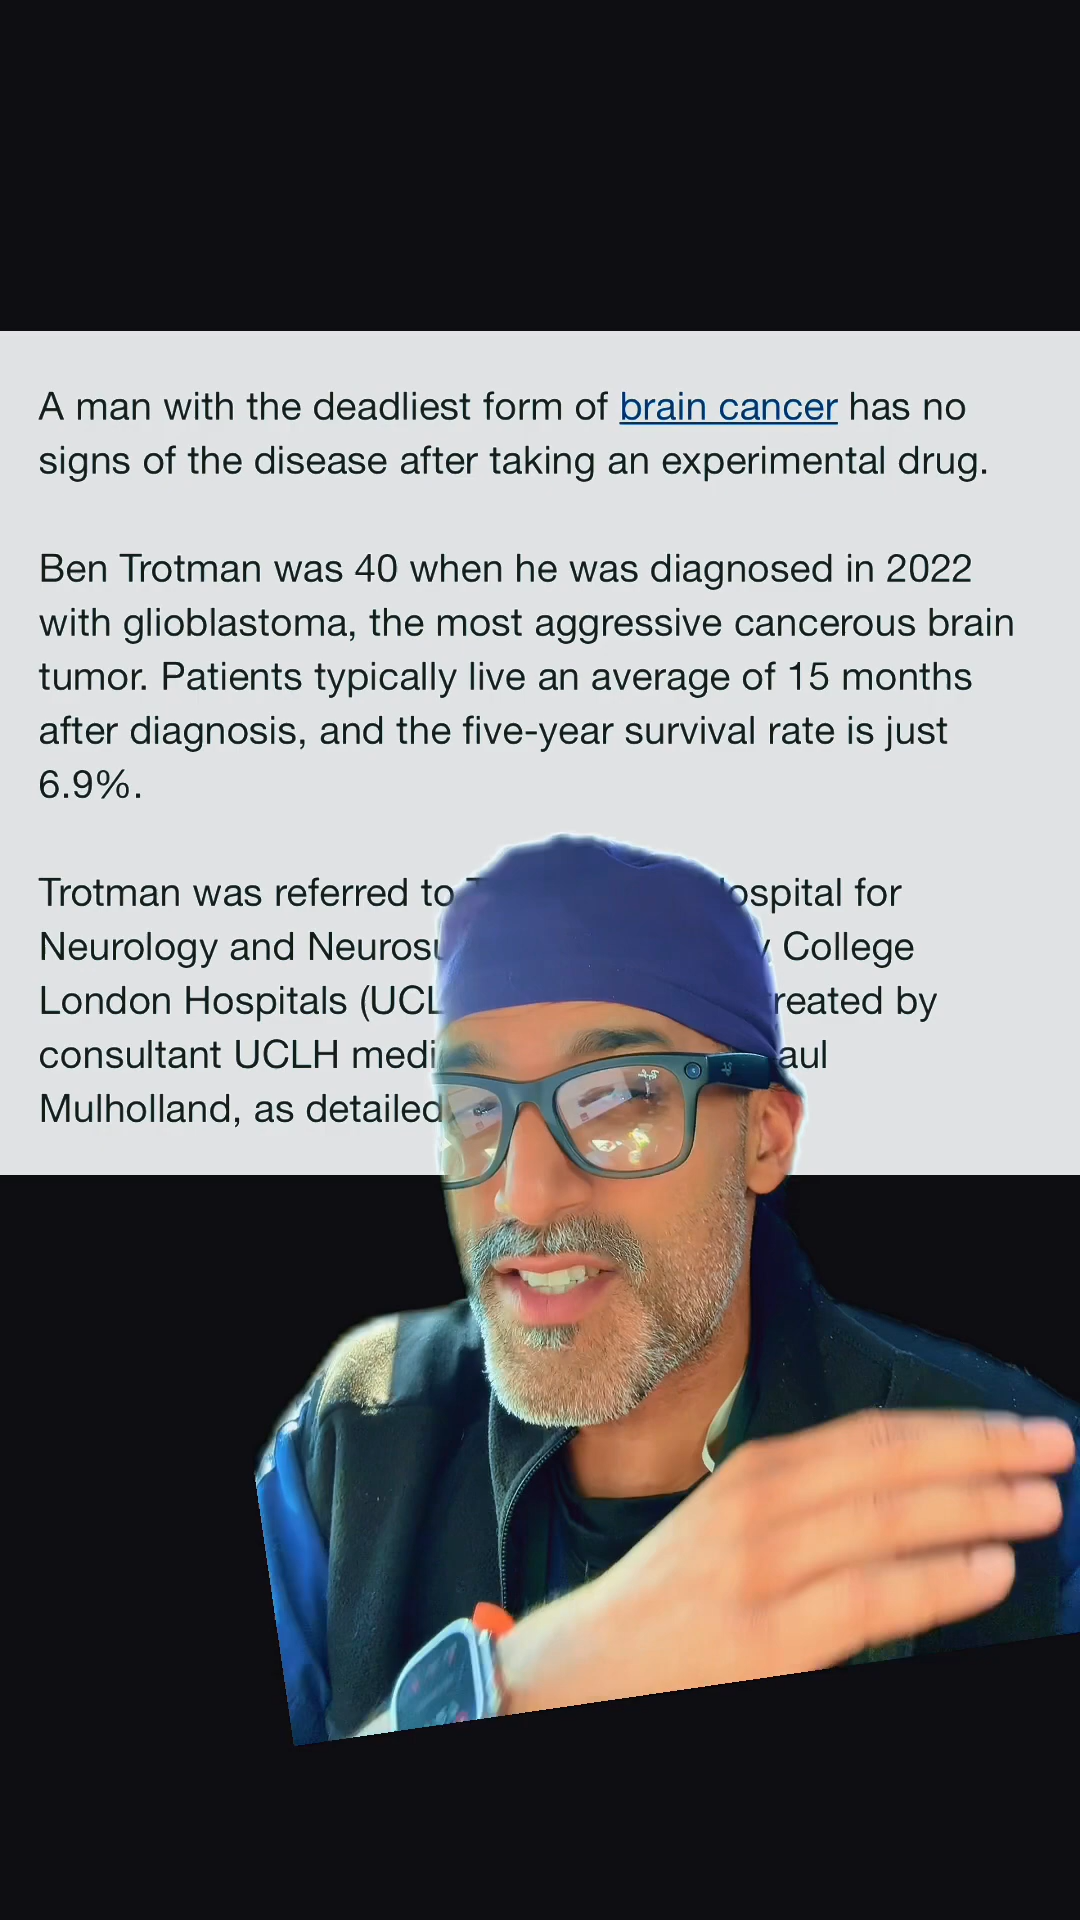 A man with the deadliest form of brain cancer has no
signs of the disease after taking an experimental drug.
Ben Trotman was 40 when he was diagnosed in 2022
with glioblastoma, the most aggressive cancerous brain
tumor. Patients typically live an average of 15 months
after diagnosis, and the five-year survival rate is just
6.9%.
Trotman was referred to ospital for
Neurology and Neurosu College
London Hospitals (UCL reated by
consultant UCLH medi aul
Mulholland, as detailed
Ray-Ban